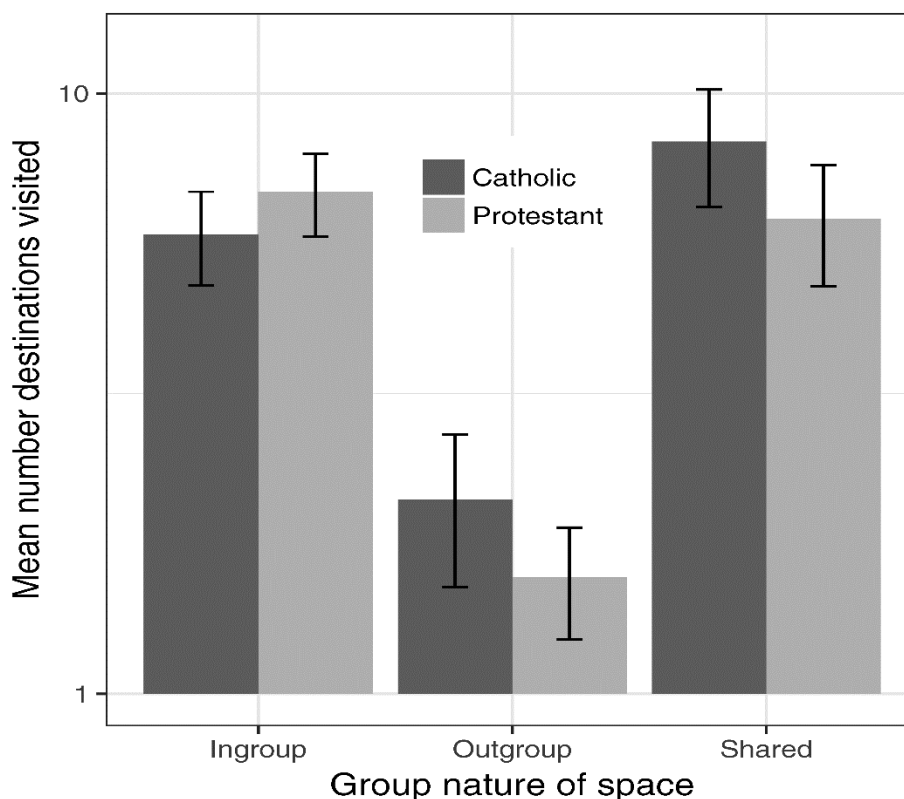 Mean number destinations visited
10
1
Catholic
Protestant
Ingroup
Outgroup
Shared
Group nature of space